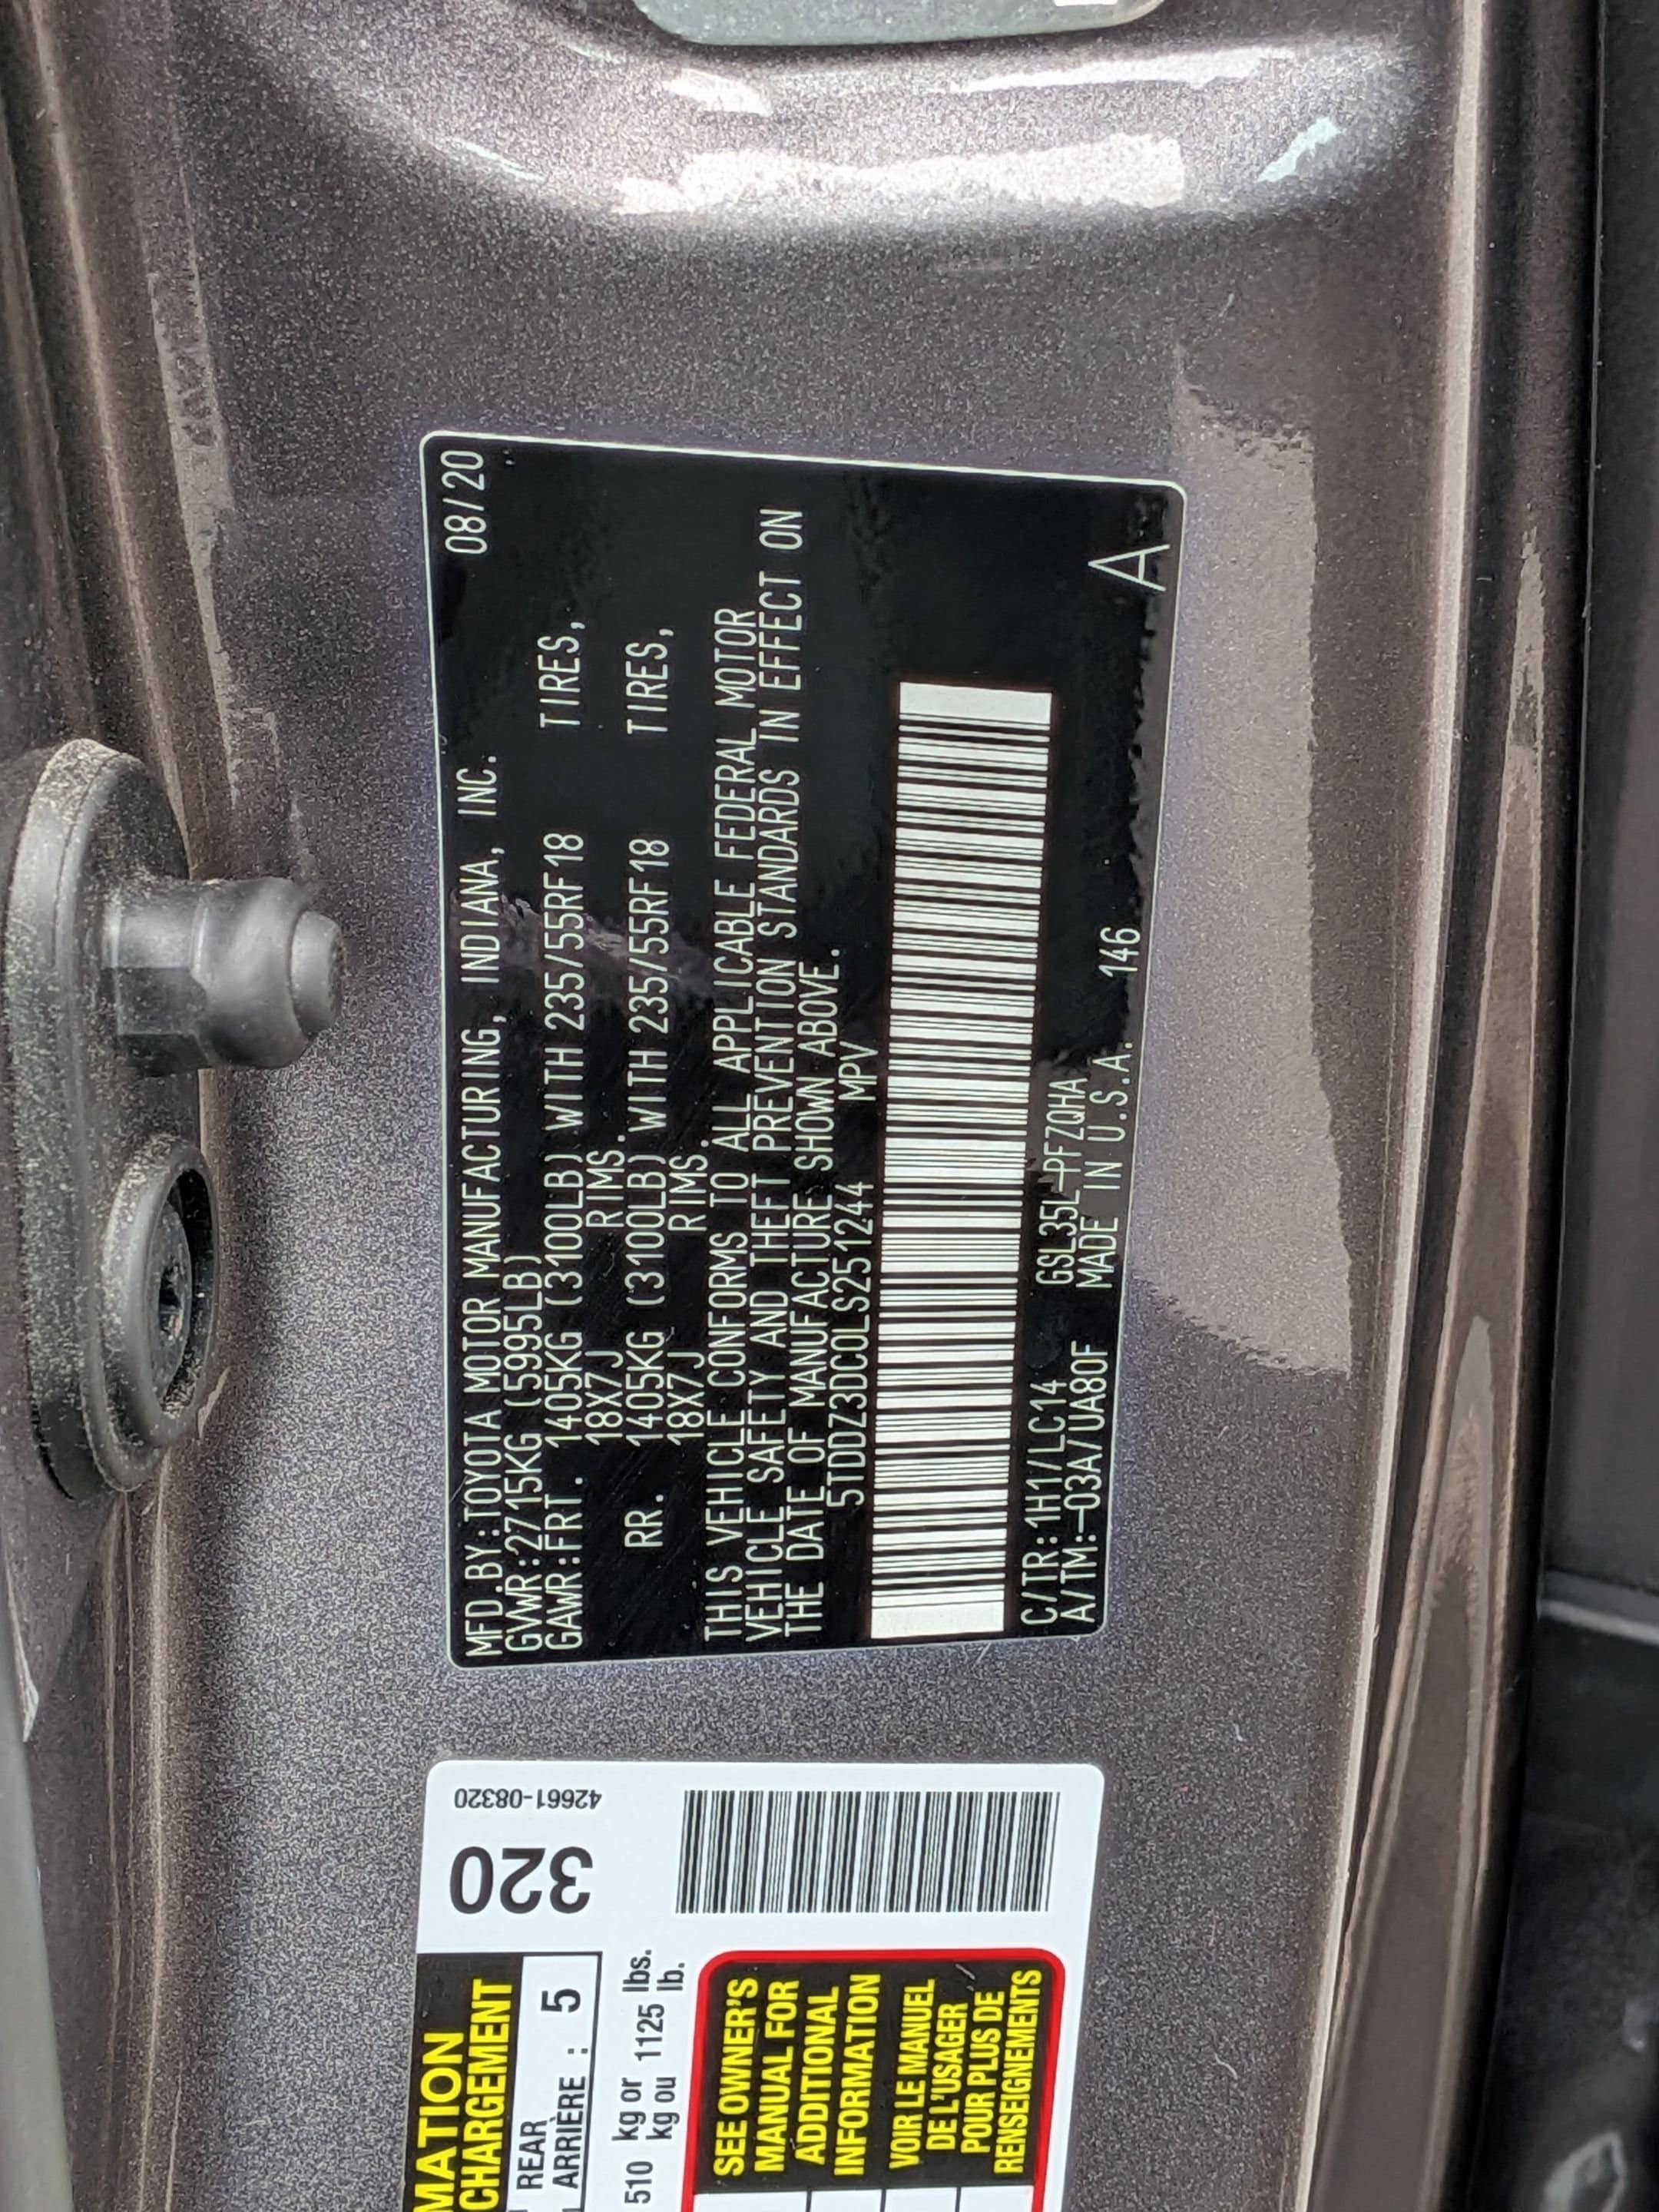 MFD.BY:TOYOTA MOTOR MANUFACTURING, INDIANA, INC. 08/20
GVWR:2715KG (5995LB)
GAWR:FRT. 1405KG (3100LB) WITH 235/55RF18 TIRES,
18X7J RIMS.
RR. 1405KG (3100LB) WITH 235/55RF18 TIRES,
18X7J RIMS.
THIS VEHICLE CONFORMS TO ALL APPLICABLE FEDERAL MOTOR
VEHICLE SAFETY AND THEFT PREVENTION STANDARDS IN EFFECT ON
THE DATE OF MANUFACTURE SHOWN ABOVE.
5TDDZ3DC0LS251244 MPV
C/TR:1H1/LC14 GSL35L-PFZQHA
A/TM:-03A/UA80F MADE IN U.S.A. 146
A
MATION
CHARGEMENT
REAR
ARRIÈRE : 5
510 kg or 1125 lbs.
kg ou lb.
320
42661-08320
SEE OWNER'S
MANUAL FOR
ADDITIONAL
INFORMATION
VOIR LE MANUEL
DE L'USAGER
POUR PLUS DE
RENSEIGNEMENTS